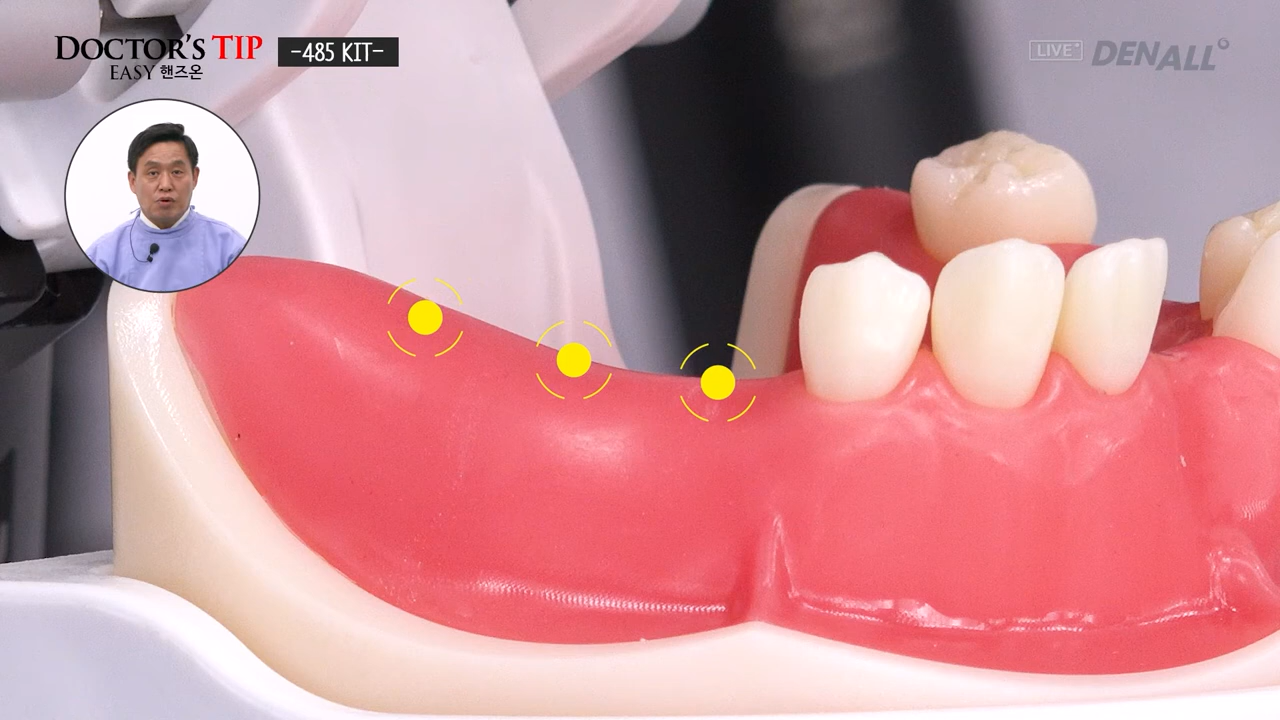 DOCTOR'S TIP
EASY 핸즈온
-485 KIT-
LIVE
DENALL